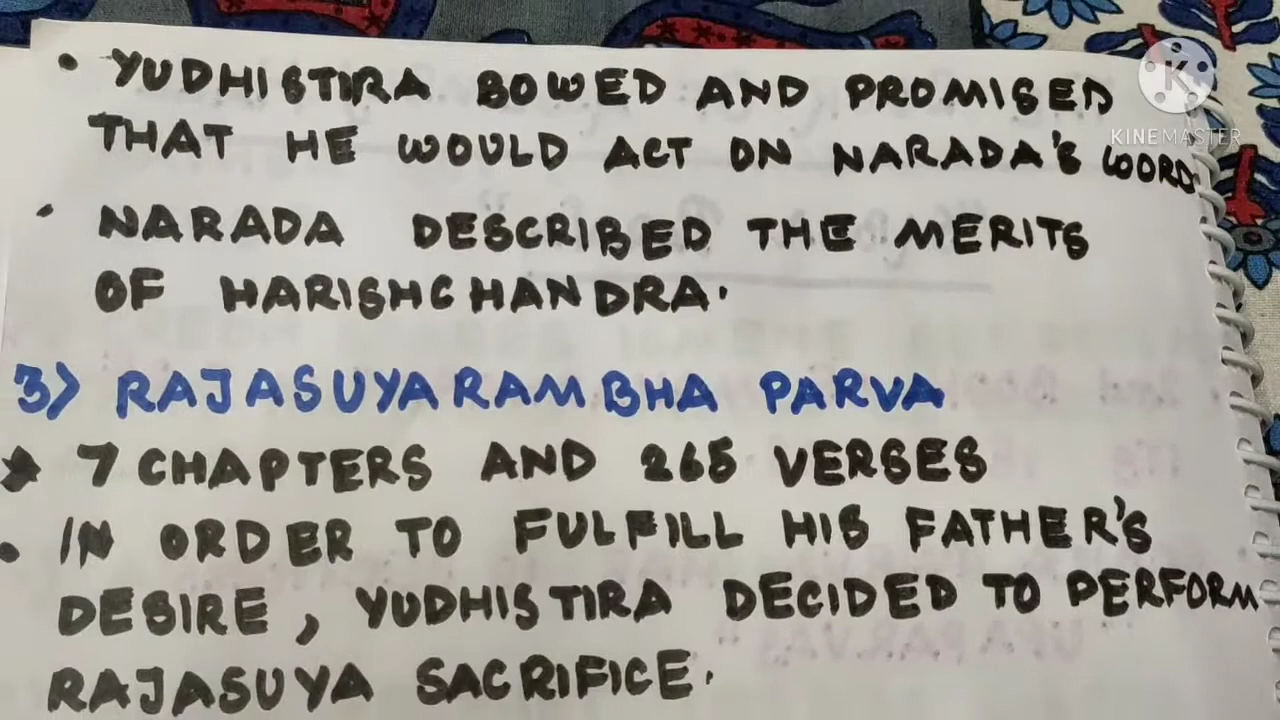 • YUDHISTIRA BOWED AND PROMISED
THAT HE WOULD ACT ON NARADA'S WORD.
• NARADA DESCRIBED THE MERITS
OF HARISHCHANDRA.
3) RAJASUYARAMBHA PARVA
★ 7 CHAPTERS AND 265 VERSES
• IN ORDER TO FULFILL HIS FATHER'S
DESIRE, YUDHISTIRA DECIDED TO PERFORM
RAJASUYA SACRIFICE.
K
KINEMASTER